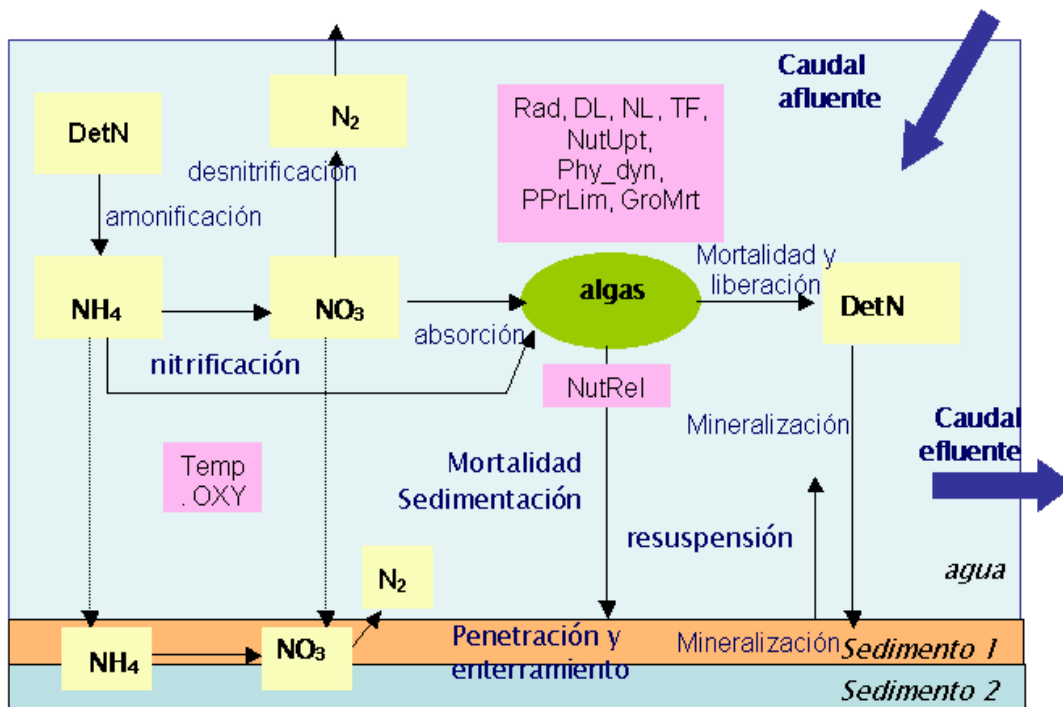 Caudal
afluente
N₂
Rad, DL, NL, TF,
NutUpt,
Phy_dyn,
PPrLim, GroMrt
DetN
desnitrificación
amonificación
Mortalidad y
liberación
NH₄
NO₃
algas
DetN
absorción
nitrificación
NutRel
Mineralización
Caudal
efluente
Temp
. OXY
Mortalidad
Sedimentación
resuspensión
N₂
agua
NH₄
NO₃
Penetración y
enterramiento
Mineralización
Sedimento 1
Sedimento 2